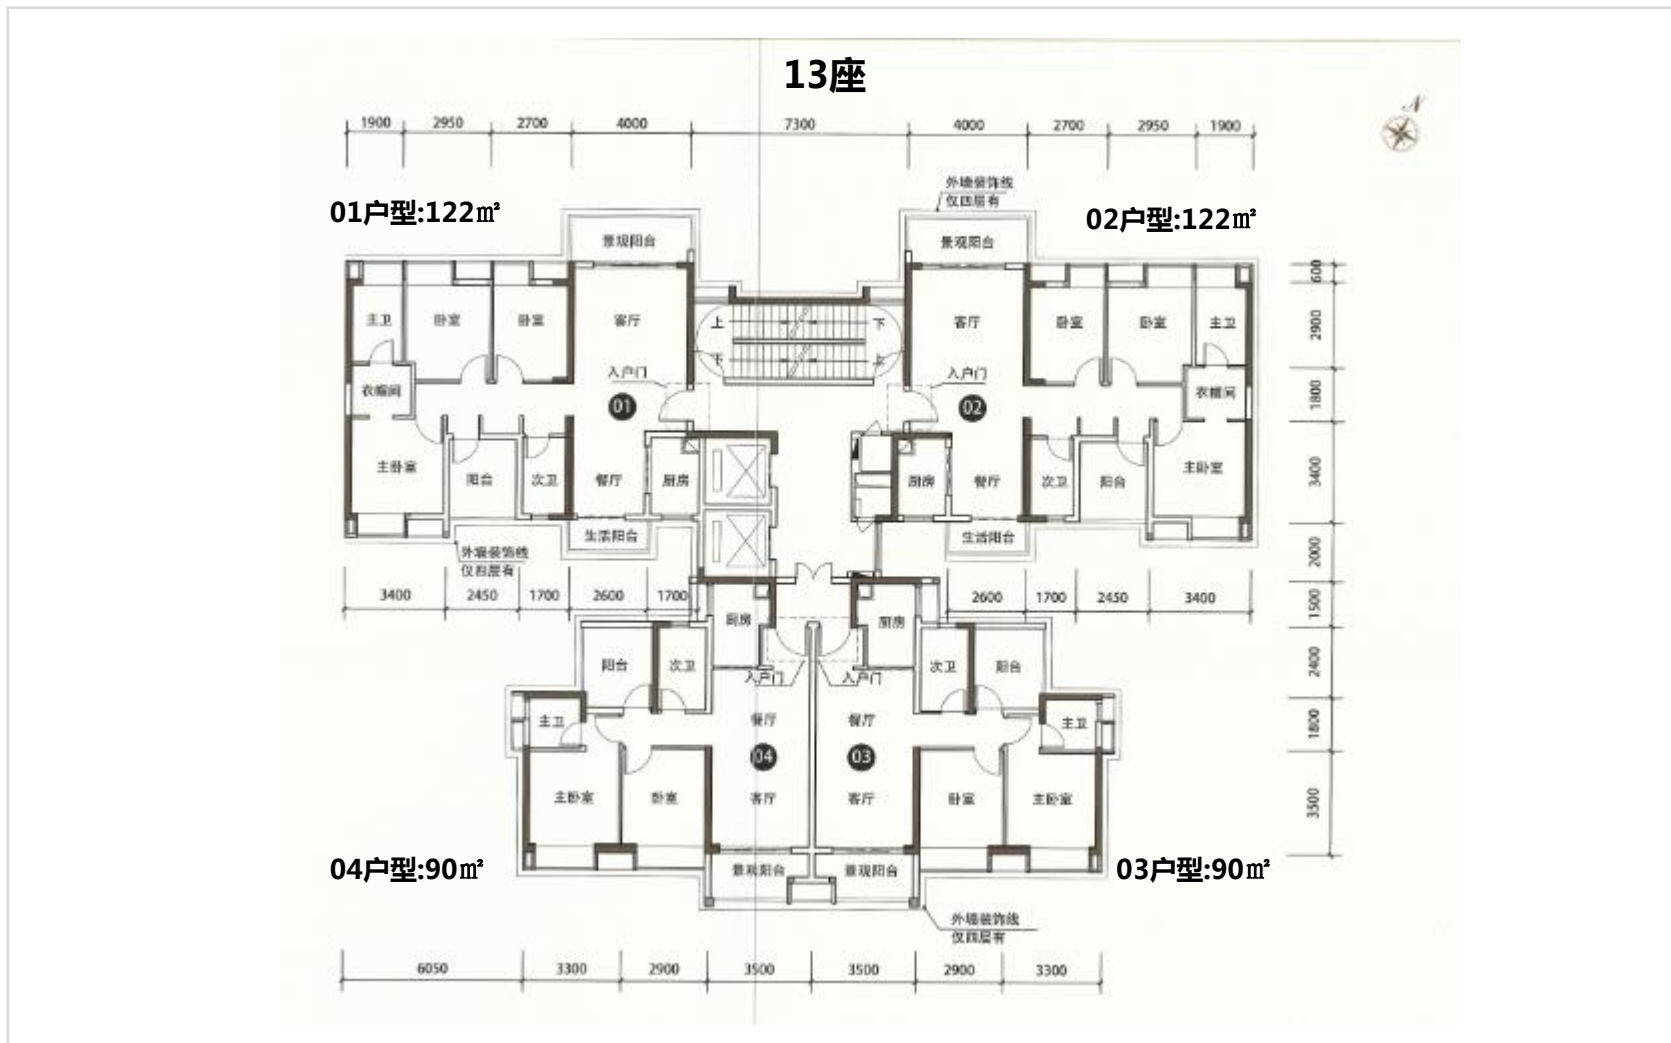 13座
N
1900 2950 2700 4000 7300 4000 2700 2950 1900
外墙装饰线
仅四层有
01户型:122㎡
02户型:122㎡
景观阳台 景观阳台
600
主卫 卧室 卧室 客厅 上 下 客厅 卧室 卧室 主卫
2900
下 上
入户门 入户门
衣帽间 01 02 衣帽间
1800
主卧室 阳台 次卫 餐厅 厨房 厨房 餐厅 次卫 阳台 主卧室
3400
生活阳台 生活阳台
外墙装饰线
仅四层有
2000
3400 2450 1700 2600 1700 2600 1700 2450 3400
1500
厨房 厨房
阳台 次卫 次卫 阳台
2400
入户门 入户门
主卫 餐厅 餐厅 主卫
1800
04 03
主卧室 卧室 客厅 客厅 卧室 主卧室
3500
04户型:90㎡
景观阳台 景观阳台
03户型:90㎡
外墙装饰线
仅四层有
6050 3300 2900 3500 3500 2900 3300